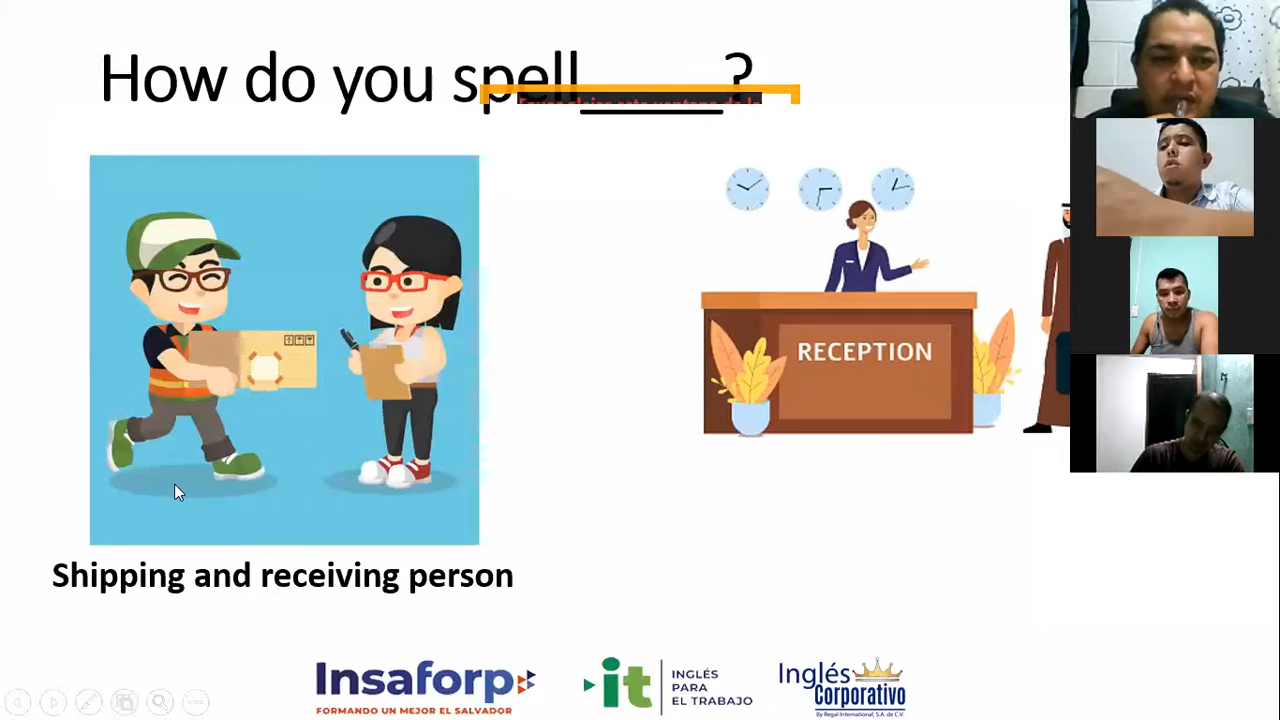 How do you spell_____?
RECEPTION
Shipping and receiving person
Insaforp
FORMANDO UN MEJOR EL SALVADOR
it
INGLÉS
PARA
EL TRABAJO
Inglés
Corporativo
By Regal International, S.A. de C.V.